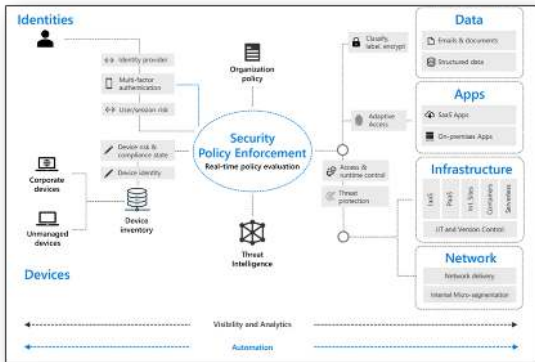 Identities
Identity provider
Multi-factor
authentication
User/session risk
Device risk &
compliance state
Device identity
Corporate
devices
Unmanaged
devices
Device
inventory
Devices
Organization
policy
Security
Policy Enforcement
Real-time policy evaluation
Threat
Intelligence
Classify,
label, encrypt
Adaptive
Access
Access &
runtime control
Threat
protection
Data
Emails & documents
Structured data
Apps
SaaS Apps
On-premises Apps
Infrastructure
IaaS
PaaS
Int. Sites
Containers
Serverless
JIT and Version Control
Network
Network delivery
Internal Micro-segmentation
Visibility and Analytics
Automation